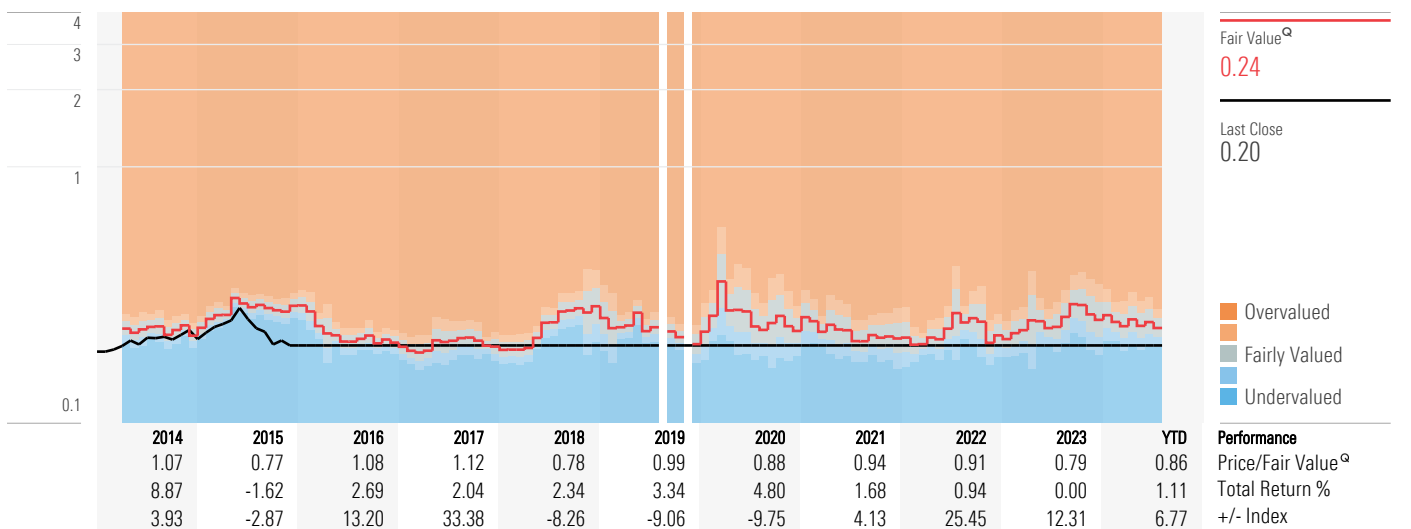 4
3
2
1
0.1
Fair Value Q
0.24
Last Close
0.20
Overvalued
Fairly Valued
Undervalued
2014 2015 2016 2017 2018 2019 2020 2021 2022 2023 YTD Performance
1.07 0.77 1.08 1.12 0.78 0.99 0.88 0.94 0.91 0.79 0.86 Price/Fair Value Q
8.87 -1.62 2.69 2.04 2.34 3.34 4.80 1.68 0.94 0.00 1.11 Total Return %
3.93 -2.87 13.20 33.38 -8.26 -9.06 -9.75 4.13 25.45 12.31 6.77 +/- Index